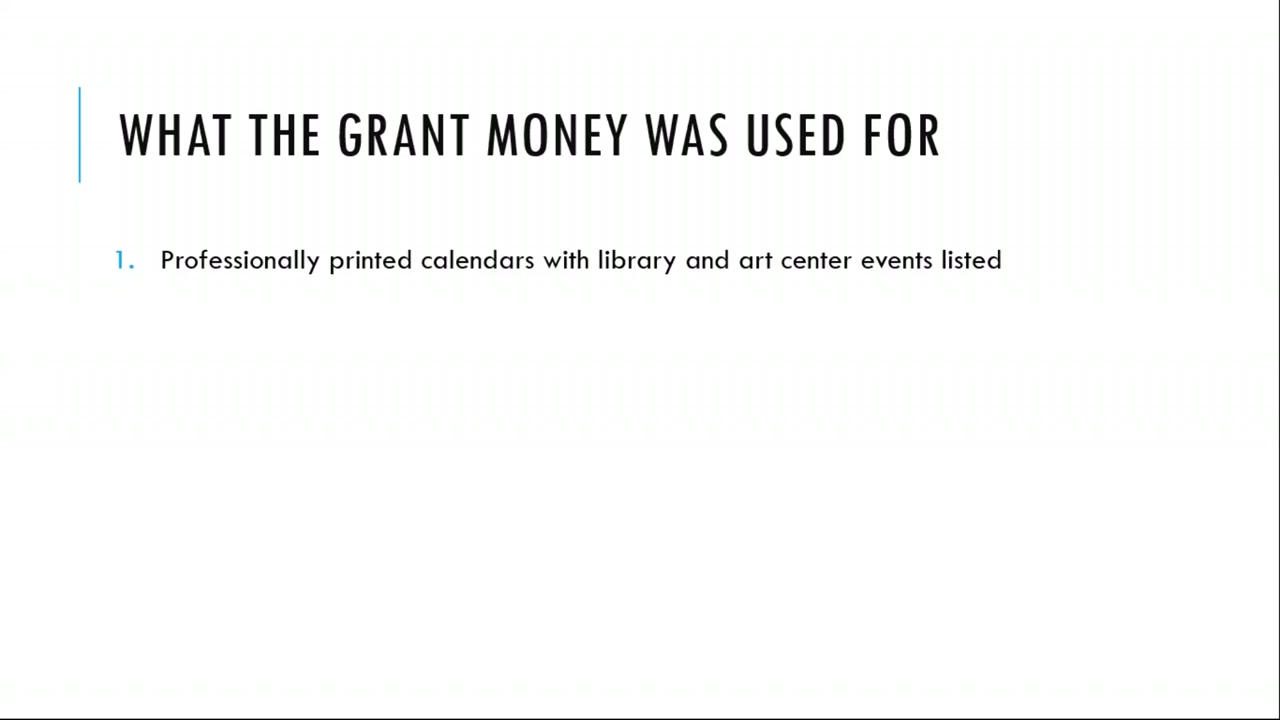 WHAT THE GRANT MONEY WAS USED FOR
1. Professionally printed calendars with library and art center events listed